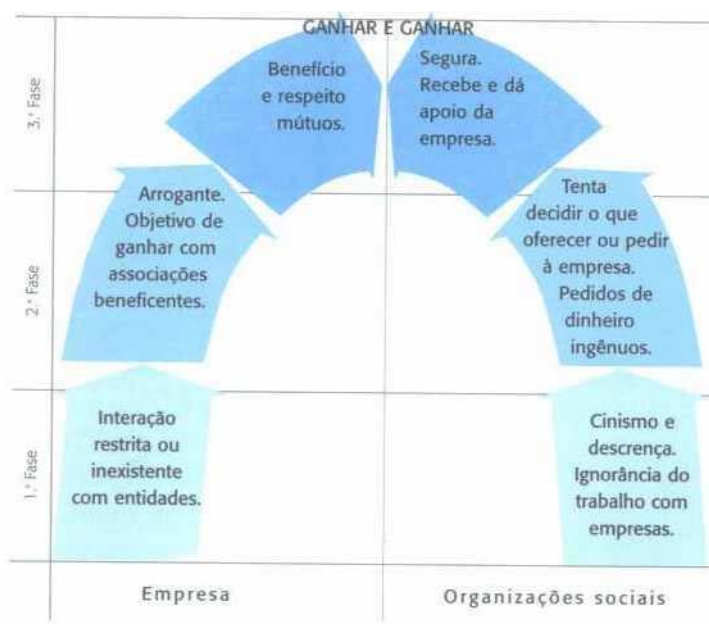 GANHAR E GANHAR
3.ª Fase
Benefício
e respeito
mútuos.
Segura.
Recebe e dá
apoio da
empresa.
2.ª Fase
Arrogante.
Objetivo de
ganhar com
associações
beneficentes.
Tenta
decidir o que
oferecer ou pedir
à empresa.
Pedidos de
dinheiro
ingênuos.
1.ª Fase
Interação
restrita ou
inexistente
com entidades.
Cinismo e
descrença.
Ignorância do
trabalho com
empresas.
Empresa
Organizações sociais